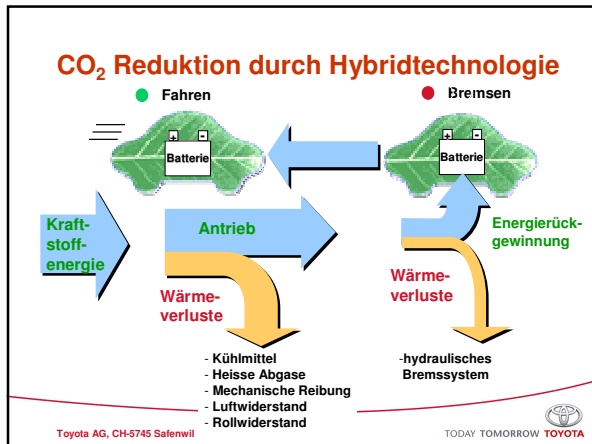 CO2 Reduktion durch Hybridtechnologie
Fahren
Bremsen
+ -
Batterie
+ -
Batterie
Kraft-
stoff-
energie
Antrieb
Energierück-
gewinnung
Wärme-
verluste
Wärme-
verluste
- Kühlmittel
- Heisse Abgase
- Mechanische Reibung
- Luftwiderstand
- Rollwiderstand
-hydraulisches
Bremssystem
Toyota AG, CH-5745 Safenwil
TODAY TOMORROW TOYOTA